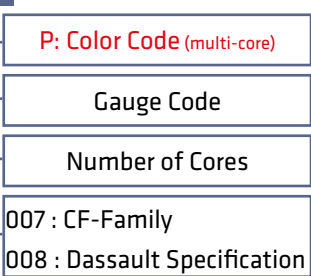 P: Color Code (multi-core)
Gauge Code
Number of Cores
007 : CF-Family
008 : Dassault Specification